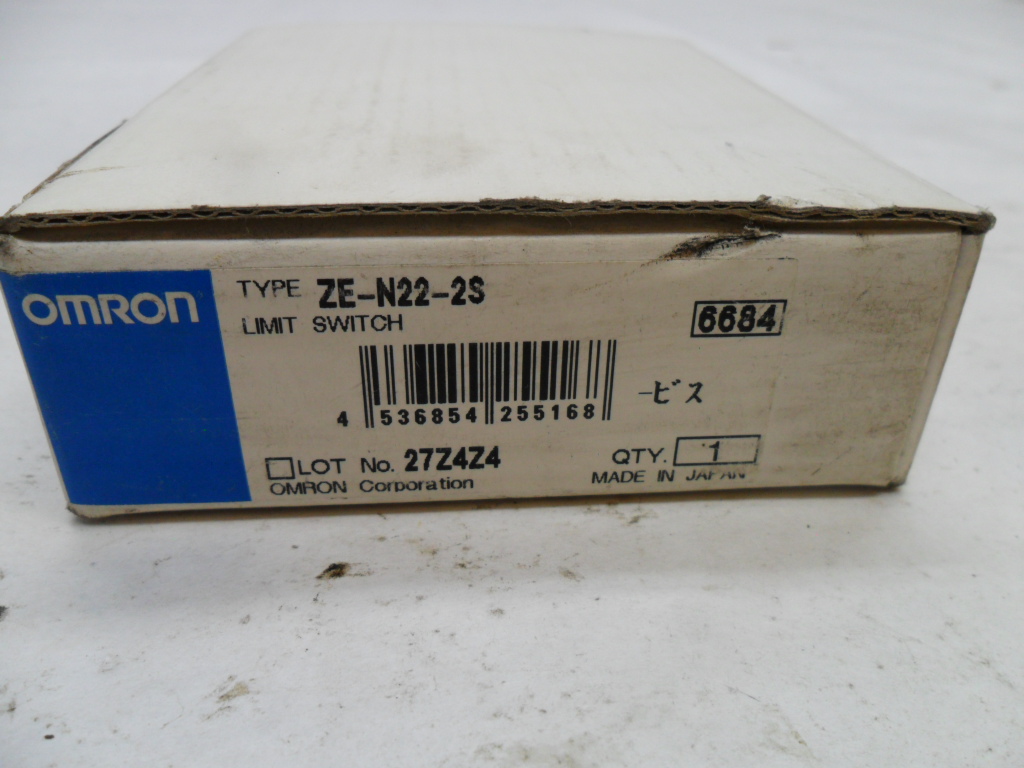 OMRON
TYPE ZE-N22-2S
LIMIT SWITCH
6684
4 536854 255168
-ビス
LOT No. 27Z4Z4
QTY. 1
OMRON Corporation
MADE IN JAPAN